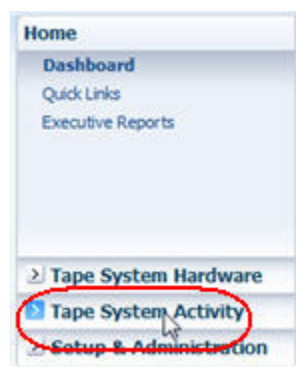 Home
Dashboard
Quick Links
Executive Reports
Tape System Hardware
Tape System Activity
Setup & Administration